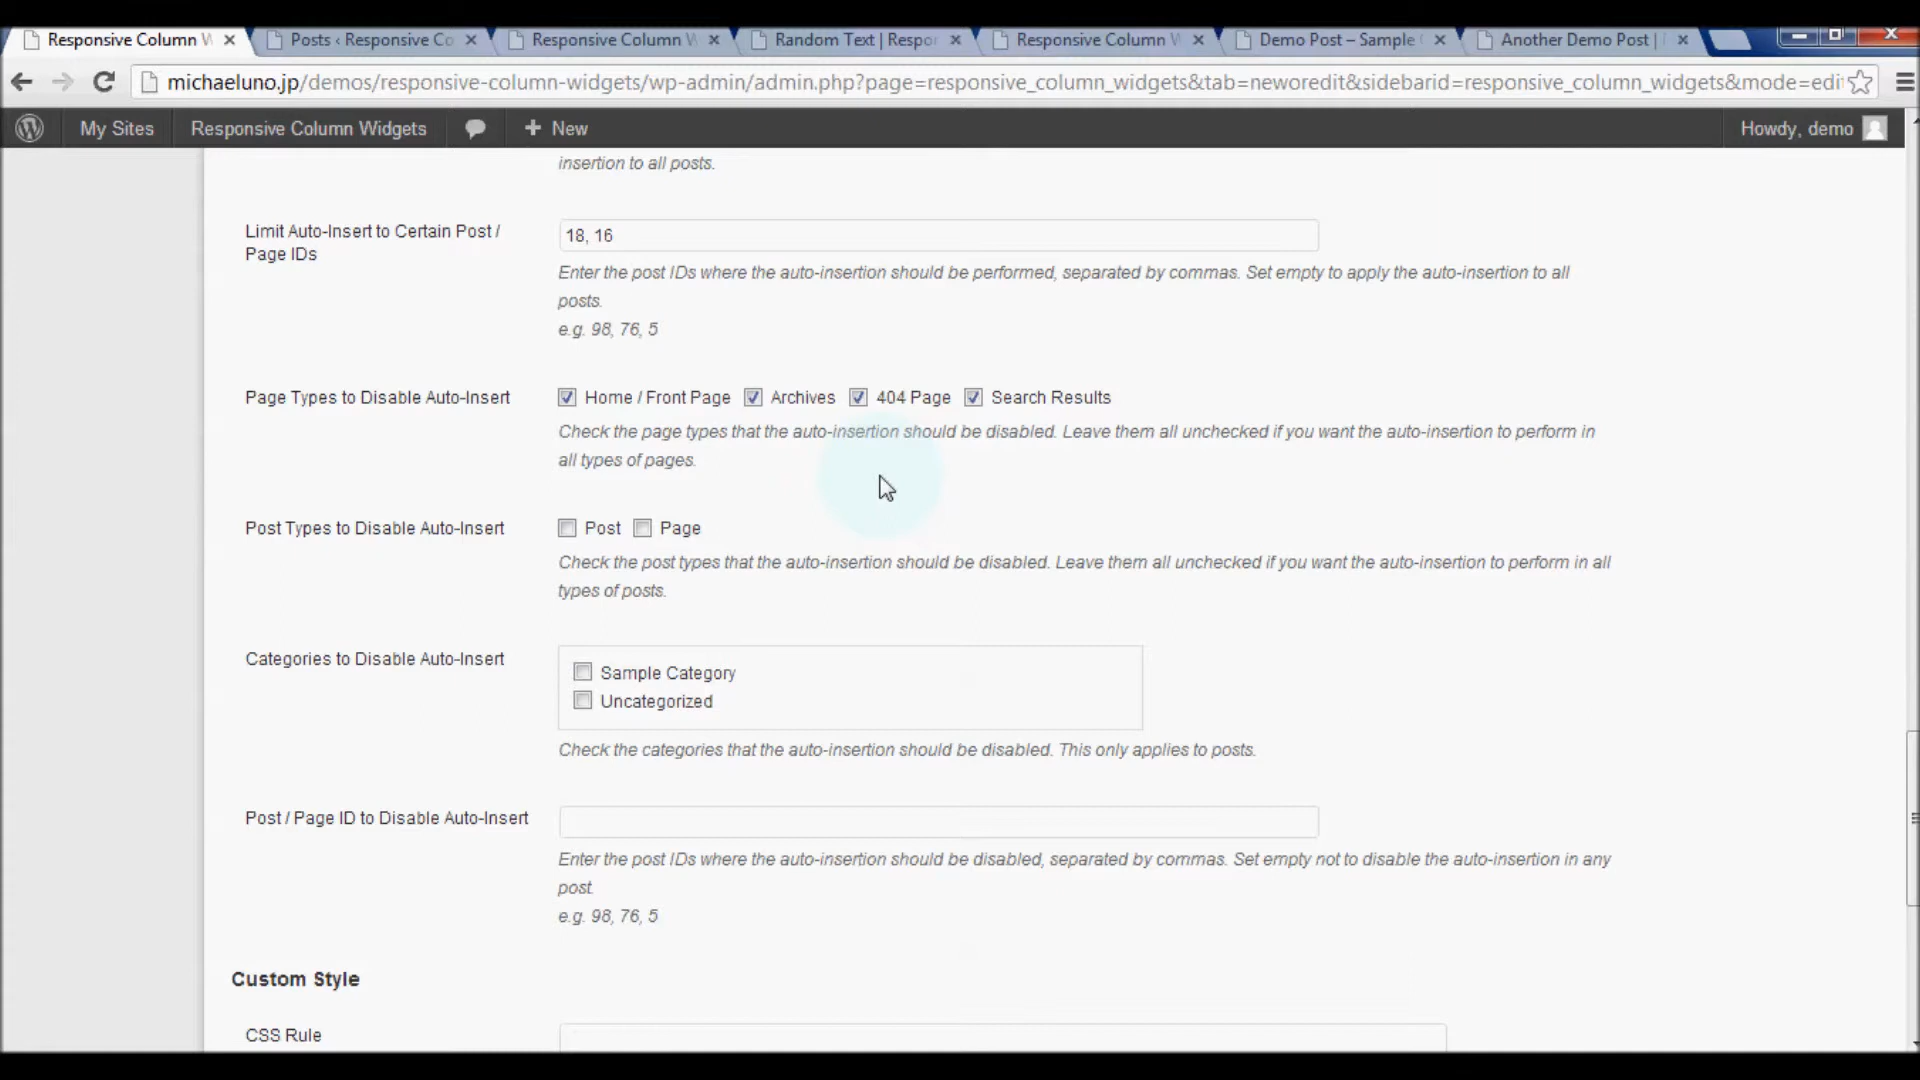 Responsive Column W
Posts ‹ Responsive Co
Responsive Column W
Random Text | Respo
Responsive Column W
Demo Post – Sample
Another Demo Post |
michaeluno.jp/demos/responsive-column-widgets/wp-admin/admin.php?page=responsive_column_widgets&tab=neworedit&sidebarid=responsive_column_widgets&mode=edi
My Sites
Responsive Column Widgets
+ New
Howdy, demo
insertion to all posts.
Limit Auto-Insert to Certain Post /
Page IDs
18, 16
Enter the post IDs where the auto-insertion should be performed, separated by commas. Set empty to apply the auto-insertion to all
posts.
e.g. 98, 76, 5
Page Types to Disable Auto-Insert
Home / Front Page Archives 404 Page Search Results
Check the page types that the auto-insertion should be disabled. Leave them all unchecked if you want the auto-insertion to perform in
all types of pages.
Post Types to Disable Auto-Insert
Post Page
Check the post types that the auto-insertion should be disabled. Leave them all unchecked if you want the auto-insertion to perform in all
types of posts.
Categories to Disable Auto-Insert
Sample Category
Uncategorized
Check the categories that the auto-insertion should be disabled. This only applies to posts.
Post / Page ID to Disable Auto-Insert
Enter the post IDs where the auto-insertion should be disabled, separated by commas. Set empty not to disable the auto-insertion in any
post.
e.g. 98, 76, 5
Custom Style
CSS Rule